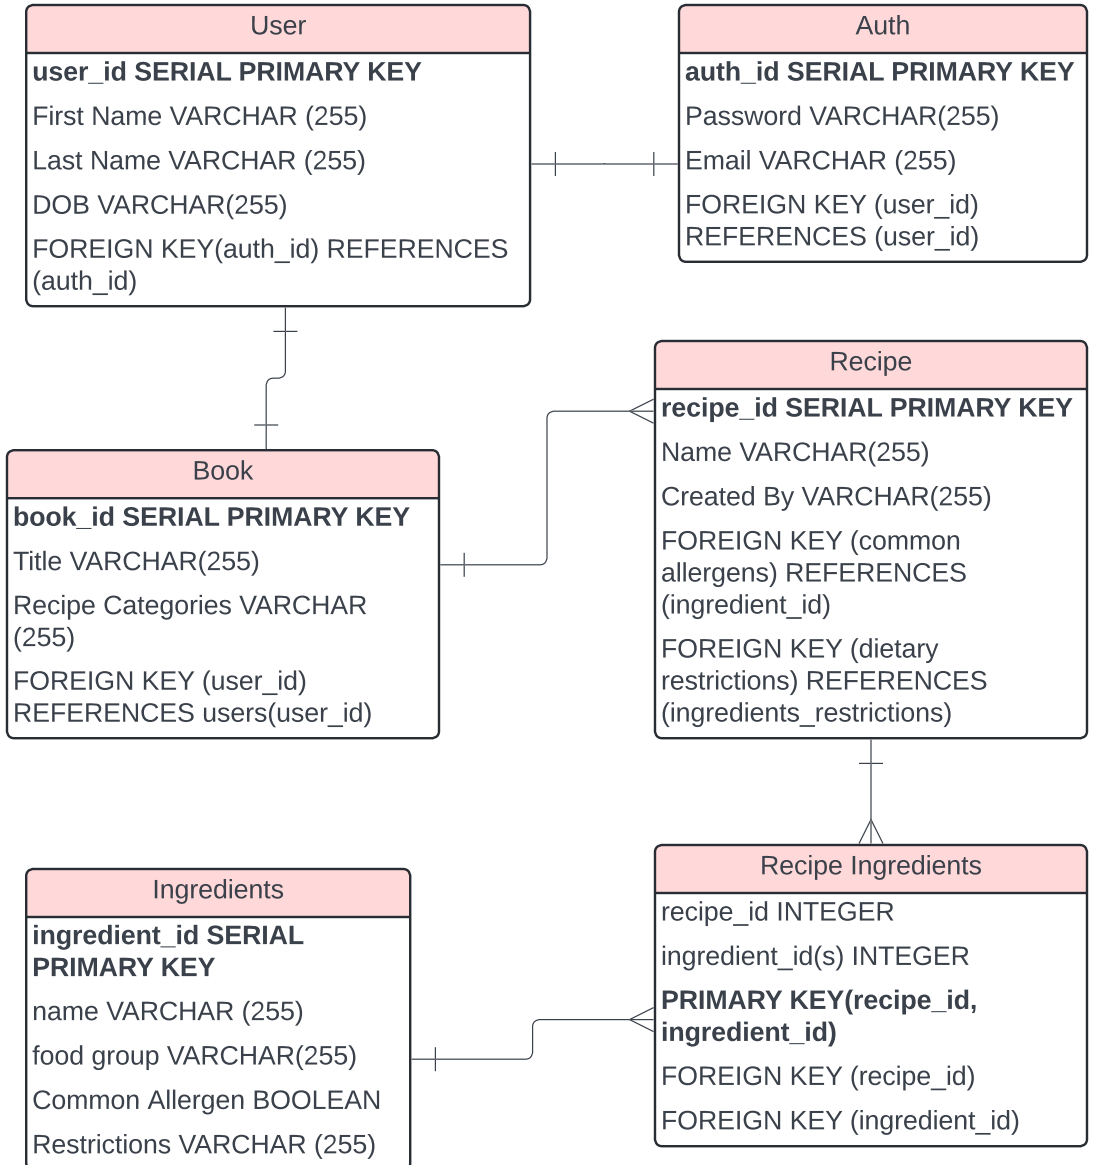 User
user_id SERIAL PRIMARY KEY
First Name VARCHAR (255)
Last Name VARCHAR (255)
DOB VARCHAR(255)
FOREIGN KEY(auth_id) REFERENCES
(auth_id)
Auth
auth_id SERIAL PRIMARY KEY
Password VARCHAR(255)
Email VARCHAR (255)
FOREIGN KEY (user_id)
REFERENCES (user_id)
Book
book_id SERIAL PRIMARY KEY
Title VARCHAR(255)
Recipe Categories VARCHAR
(255)
FOREIGN KEY (user_id)
REFERENCES users(user_id)
Recipe
recipe_id SERIAL PRIMARY KEY
Name VARCHAR(255)
Created By VARCHAR(255)
FOREIGN KEY (common
allergens) REFERENCES
(ingredient_id)
FOREIGN KEY (dietary
restrictions) REFERENCES
(ingredients_restrictions)
Ingredients
ingredient_id SERIAL
PRIMARY KEY
name VARCHAR (255)
food group VARCHAR(255)
Common Allergen BOOLEAN
Restrictions VARCHAR (255)
Recipe Ingredients
recipe_id INTEGER
ingredient_id(s) INTEGER
PRIMARY KEY(recipe_id,
ingredient_id)
FOREIGN KEY (recipe_id)
FOREIGN KEY (ingredient_id)